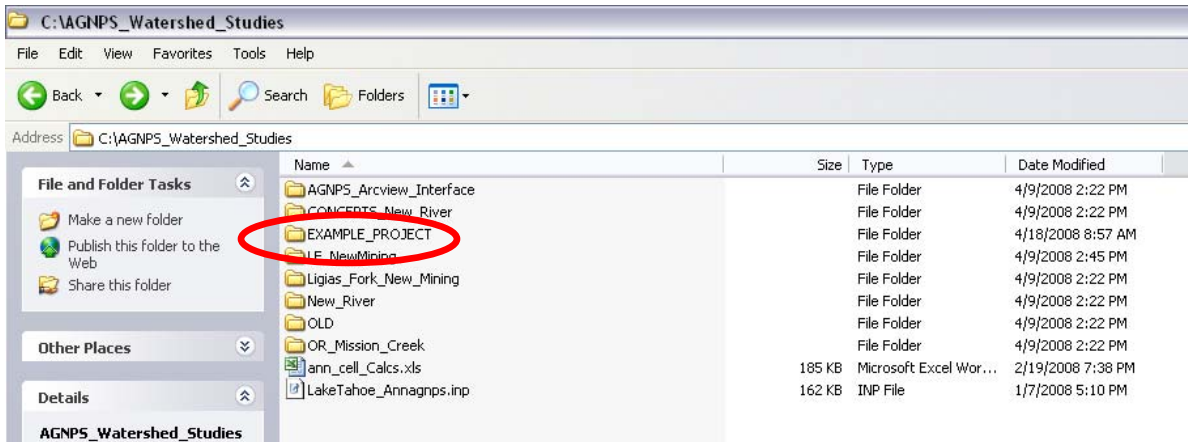 C:\AGNPS_Watershed_Studies
File Edit View Favorites Tools Help
Back Search Folders
Address C:\AGNPS_Watershed_Studies
Name Size Type Date Modified
File and Folder Tasks
Make a new folder
Publish this folder to the
Web
Share this folder
Other Places
Details
AGNPS_Watershed_Studies
AGNPS_Arcview_Interface File Folder 4/9/2008 2:22 PM
CONCEPTS_New_River File Folder 4/9/2008 2:22 PM
EXAMPLE_PROJECT File Folder 4/18/2008 8:57 AM
LF_NewMining File Folder 4/9/2008 2:45 PM
Ligias_Fork_New_Mining File Folder 4/9/2008 2:22 PM
New_River File Folder 4/9/2008 2:22 PM
OLD File Folder 4/9/2008 2:22 PM
OR_Mission_Creek File Folder 4/9/2008 2:22 PM
ann_cell_Calcs.xls 185 KB Microsoft Excel Wor... 2/19/2008 7:38 PM
LakeTahoe_Annagnps.inp 162 KB INP File 1/7/2008 5:10 PM